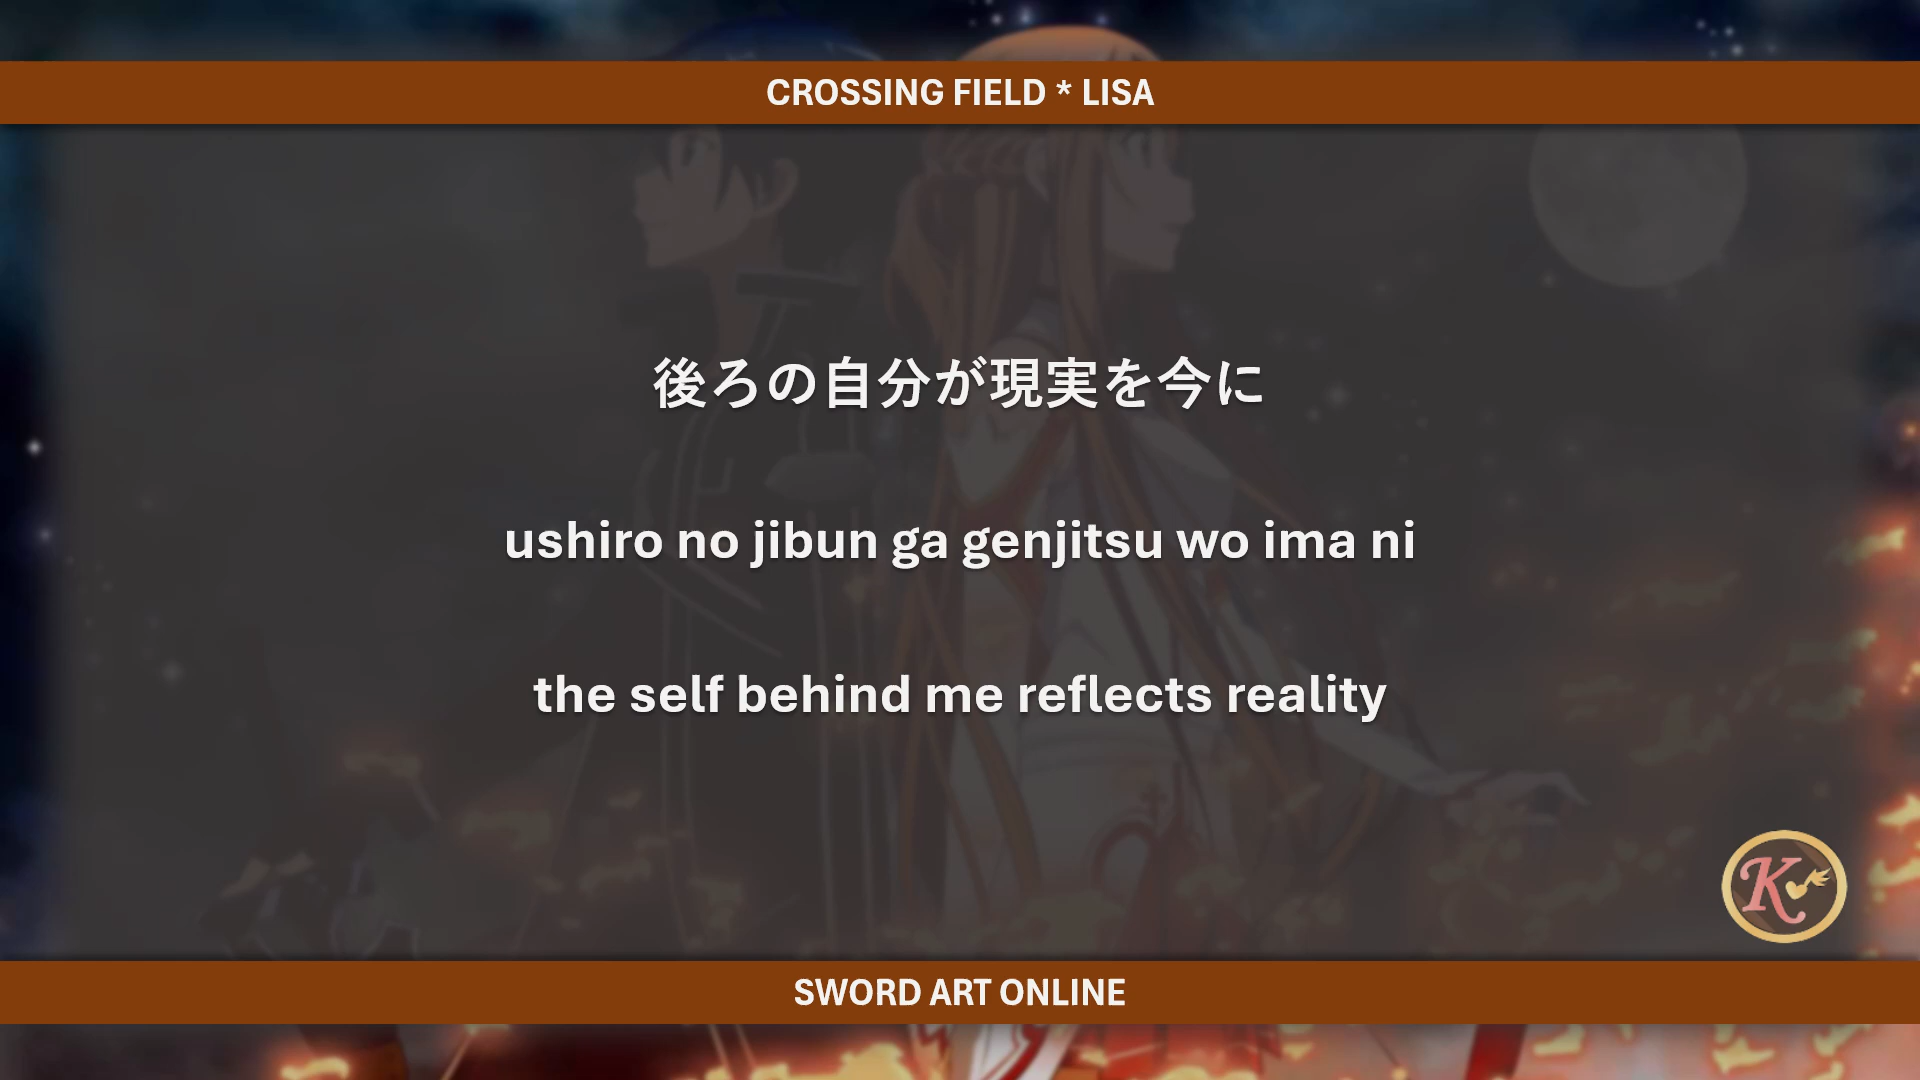 CROSSING FIELD * LISA
後ろの自分が現実を今に
ushiro no jibun ga genjitsu wo ima ni
the self behind me reflects reality
K
SWORD ART ONLINE